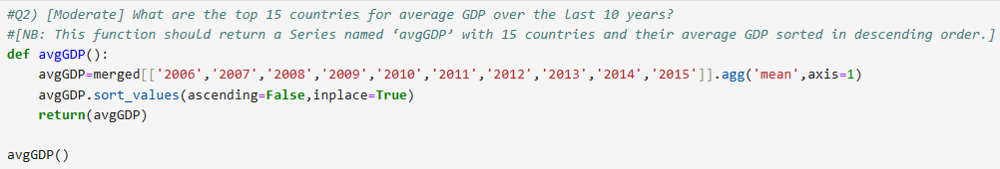 #Q2) [Moderate] What are the top 15 countries for average GDP over the last 10 years?
#[NB: This function should return a Series named ‘avgGDP’ with 15 countries and their average GDP sorted in descending order.]
def avgGDP():
    avgGDP=merged[['2006','2007','2008','2009','2010','2011','2012','2013','2014','2015']].agg('mean',axis=1)
    avgGDP.sort_values(ascending=False,inplace=True)
    return(avgGDP)

avgGDP()